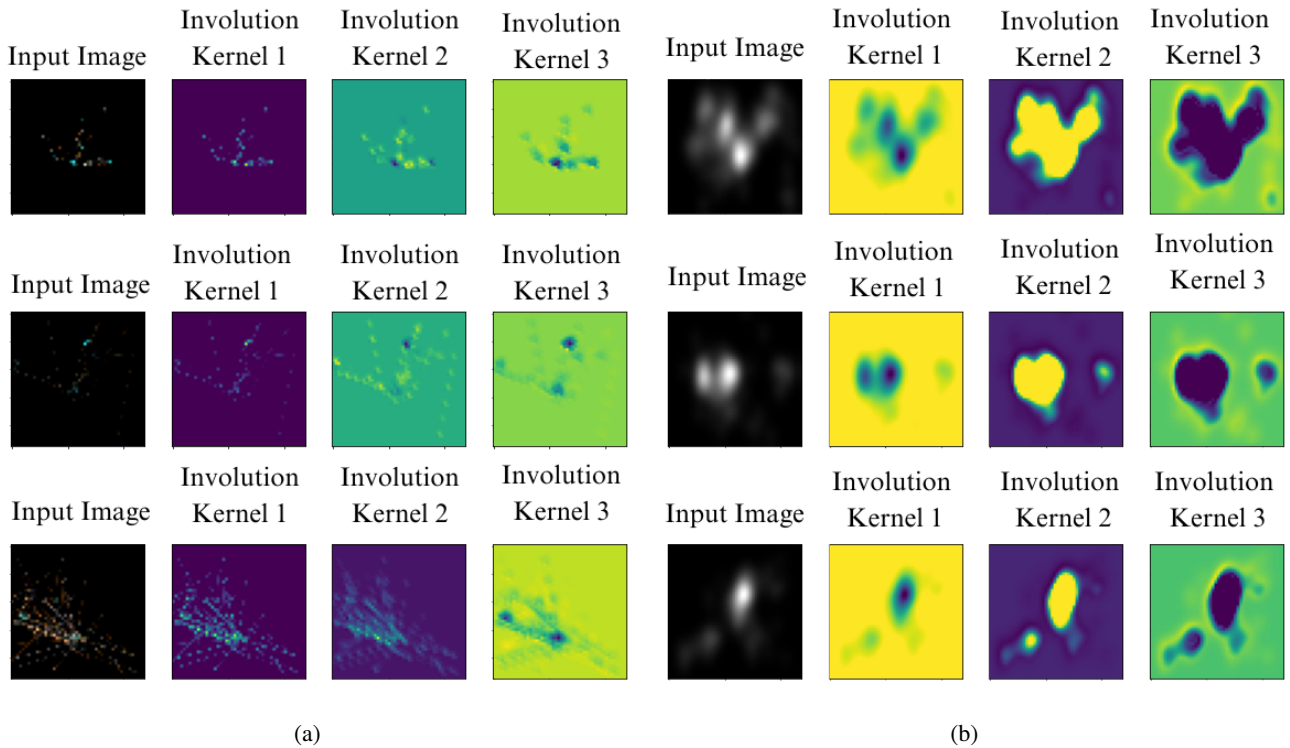 Input Image
Involution
Kernel 1
Involution
Kernel 2
Involution
Kernel 3
Input Image
Involution
Kernel 1
Involution
Kernel 2
Involution
Kernel 3
Input Image
Involution
Kernel 1
Involution
Kernel 2
Involution
Kernel 3
(a)
Input Image
Involution
Kernel 1
Involution
Kernel 2
Involution
Kernel 3
Input Image
Involution
Kernel 1
Involution
Kernel 2
Involution
Kernel 3
Input Image
Involution
Kernel 1
Involution
Kernel 2
Involution
Kernel 3
(b)